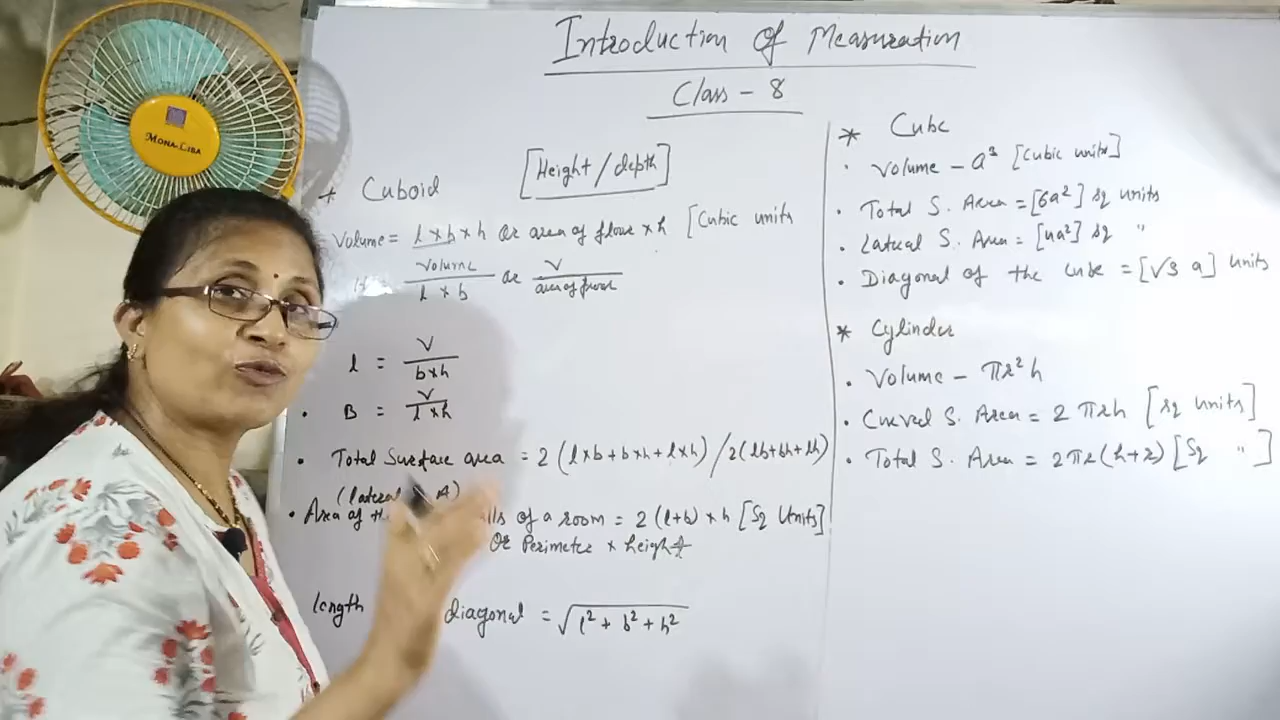 Introduction Of Mesuration
Class - 8
MONA-LISA
* Cuboid [Height / depth]
Volume = l × b × h Or area of floor × h [Cubic units
Volume / l × b or V / area of floor
l = V / b×h
• B = V / l×h
• Total Surface area = 2 (l×b + b×h + l×h) / 2(lb+bh+lh)
(lateral A)
• Area of the of a room = 2 (l+b) × h [Sq Units]
Or Perimeter × height
length diagonal = √l² + b² + h²
* Cube
• Volume - a³ [Cubic units]
• Total S. Area = [6a²] sq units
• Lateral S. Area = [4a²] sq "
• Diagonal of the cube = [√3 a] units
* Cylinder
• Volume - πr²h
• Curved S. Area = 2πrh [sq units]
• Total S. Area = 2πr(h+r) [Sq "]